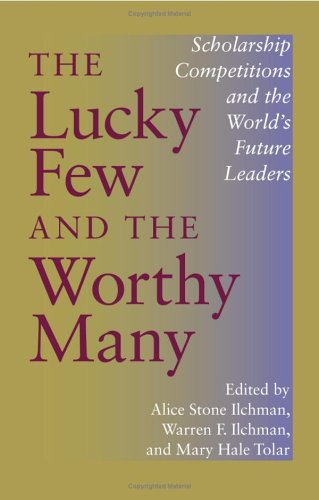 Scholarship
Competitions
and the
World's
Future
Leaders
THE
Lucky
Few
AND THE
Worthy
Many
Edited by
Alice Stone Ilchman,
Warren F. Ilchman,
and Mary Hale Tolar